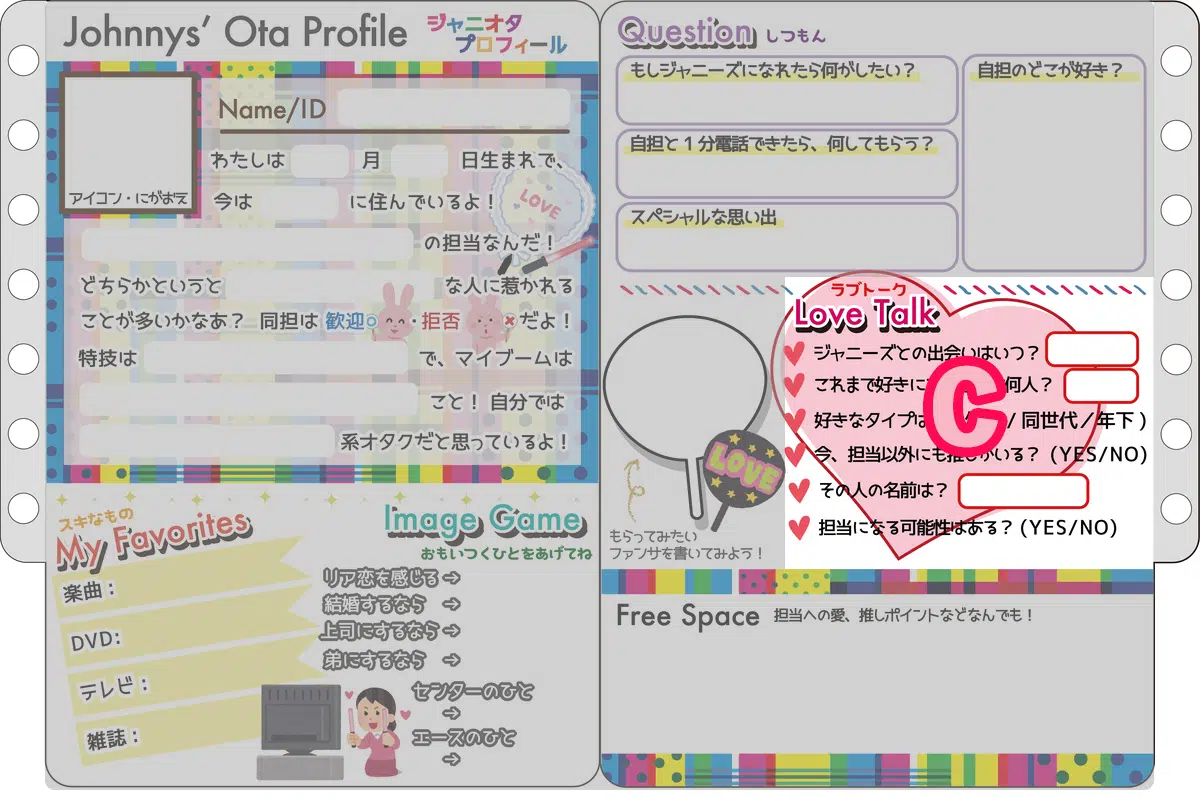 Johnnys' Ota Profile
ジャニオタ
プロフィール
Name/ID
アイコン・にがおえ
わたしは 月 日生まれで、
今は に住んでいるよ！
LOVE
の担当なんだ！
どちらかというと な人に惹かれる
ことが多いかなあ？ 同担は 歓迎○・拒否×だよ！
特技は で、マイブームは
こと！ 自分では
系オタクだと思っているよ！
スキなもの
My Favorites
楽曲：
DVD:
テレビ：
雑誌：
Image Game
おもいつくひとをあげてね
リア恋を感じる→
結婚するなら →
上司にするなら→
弟にするなら →
センターのひと
→
エースのひと
→
Question しつもん
もしジャニーズになれたら何がしたい？
自担と1分電話できたら、何してもらう？
スペシャルな思い出
自担のどこが好き？
LOVE
もらってみたい
ファンサを書いてみよう！
ラブトーク
Love Talk
ジャニーズとの出会いはいつ？
これまで好きに 何人？
好きなタイプは / 同世代／年下 )
今、担当以外にも推しがいる？ (YES/NO)
その人の名前は？
担当になる可能性はある？(YES/NO)
C
Free Space 担当への愛、推しポイントなどなんでも！